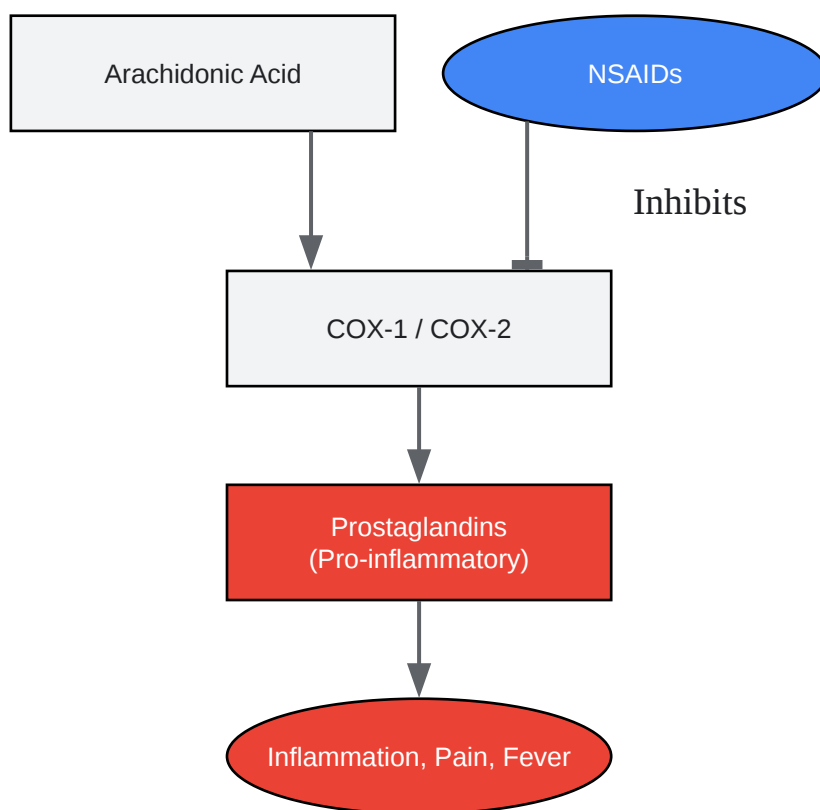 Arachidonic Acid
NSAIDs
Inhibits
COX-1 / COX-2
Prostaglandins
(Pro-inflammatory)
Inflammation, Pain, Fever